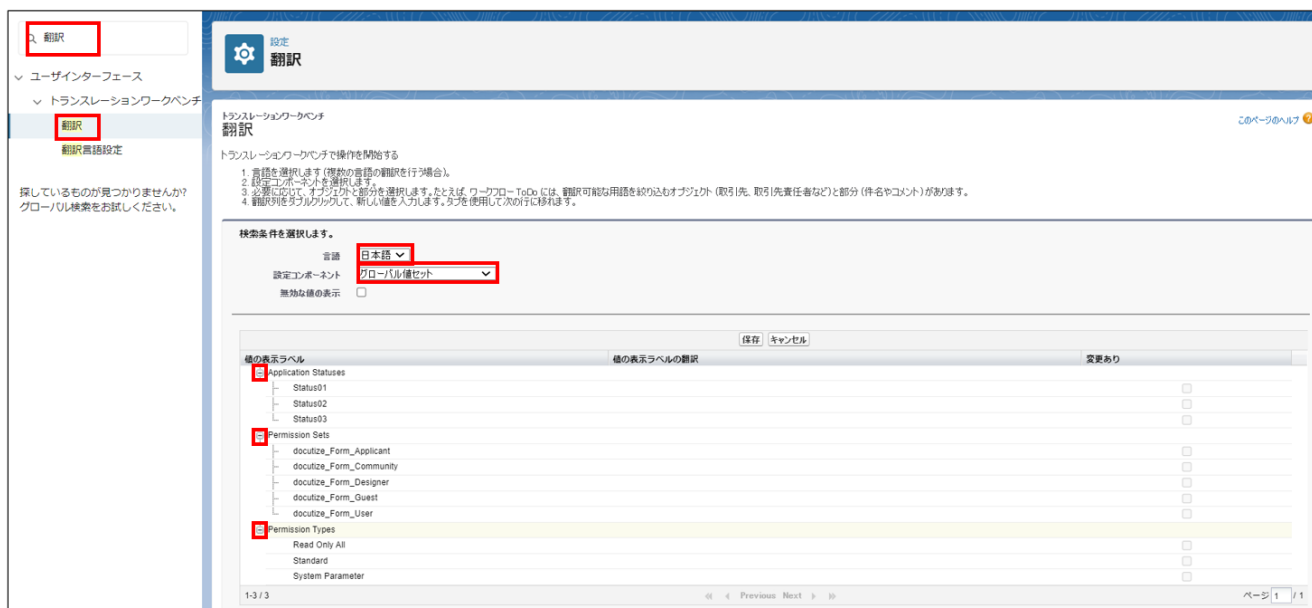 翻訳
ユーザインターフェース
トランスレーションワークベンチ
翻訳
翻訳言語設定
探しているものが見つかりませんか?
グローバル検索をお試しください。
設定
翻訳
トランスレーションワークベンチ
翻訳
このページのヘルプ
トランスレーションワークベンチで操作を開始する
1. 言語を選択します (複数の言語の翻訳を行う場合)。
2. 設定コンポーネントを選択します。
3. 必要に応じて、オブジェクトと部分を選択します。たとえば、ワークフロー ToDo には、翻訳可能な用語を絞り込むオブジェクト (取引先、取引先責任者など) と部分 (件名やコメント) があります。
4. 翻訳列をダブルクリックして、新しい値を入力します。タブを使用して次の行に移れます。
検索条件を選択します。
言語 日本語
設定コンポーネント グローバル値セット
無効な値の表示
保存 キャンセル
値の表示ラベル 値の表示ラベルの翻訳 変更あり
Application Statuses
Status01
Status02
Status03
Permission Sets
docutize_Form_Applicant
docutize_Form_Community
docutize_Form_Designer
docutize_Form_Guest
docutize_Form_User
Permission Types
Read Only All
Standard
System Parameter
1-3 / 3 Previous Next ページ 1 / 1